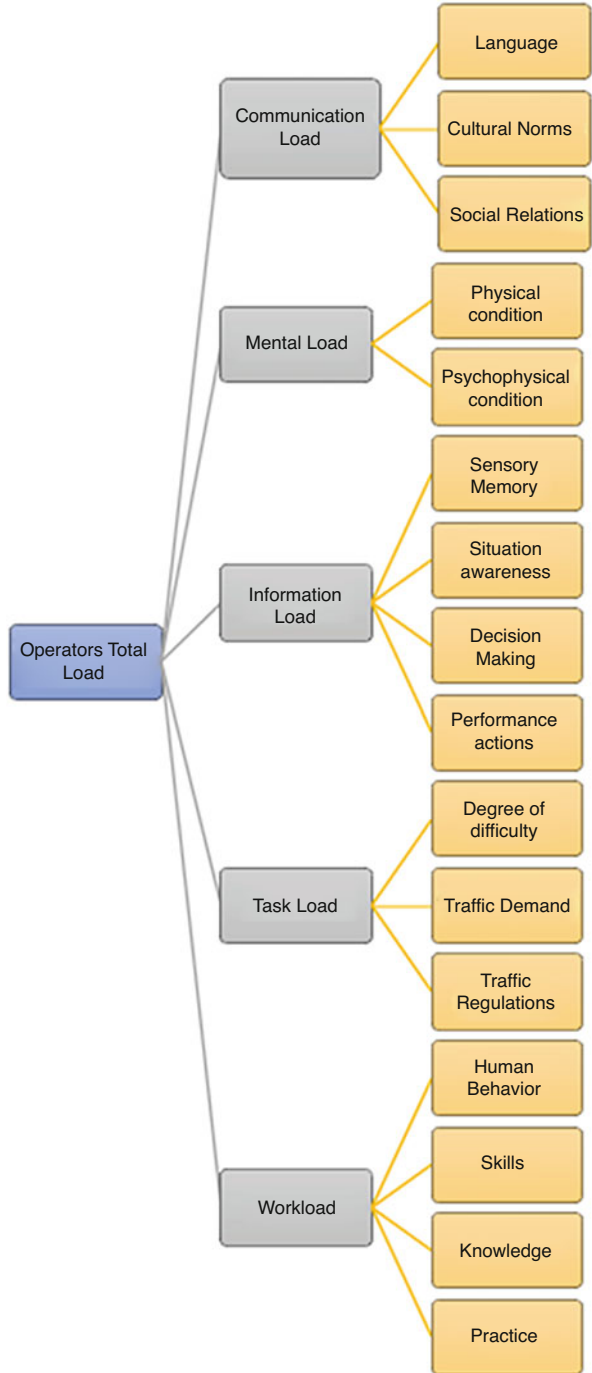 Operators Total
Load
Communication
Load
Language
Cultural Norms
Social Relations
Mental Load
Physical
condition
Psychophysical
condition
Information
Load
Sensory
Memory
Situation
awareness
Decision
Making
Performance
actions
Task Load
Degree of
difficulty
Traffic Demand
Traffic
Regulations
Workload
Human
Behavior
Skills
Knowledge
Practice